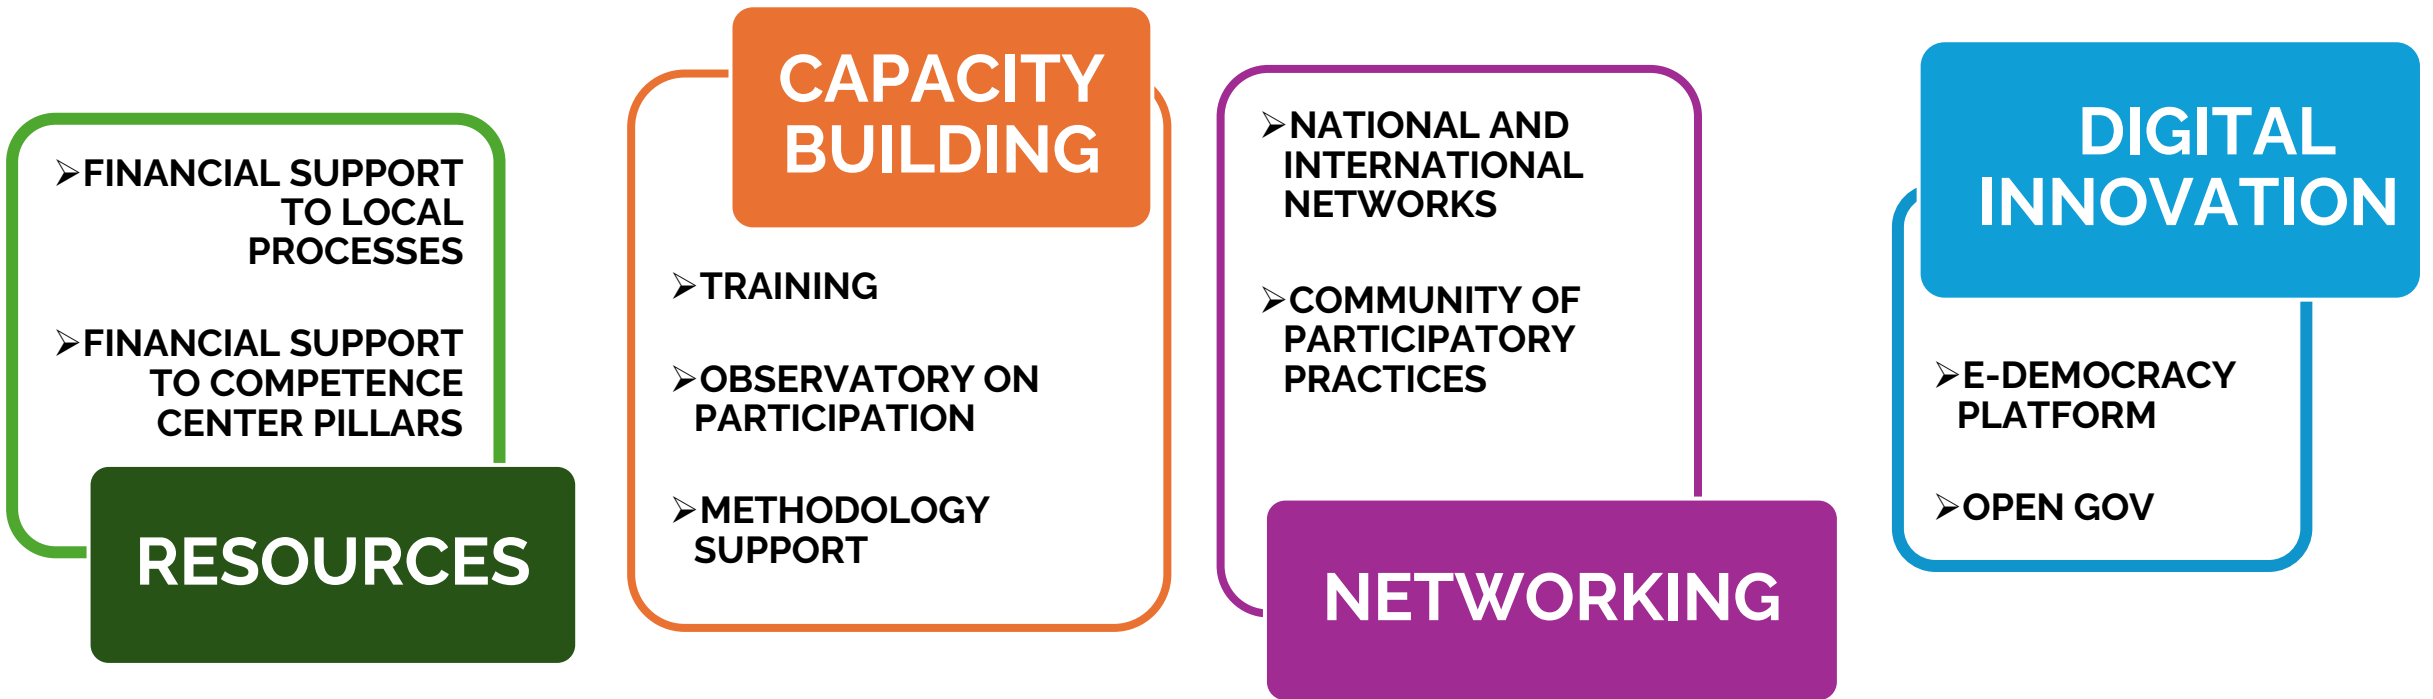 ➢FINANCIAL SUPPORT
TO LOCAL
PROCESSES
➢FINANCIAL SUPPORT
TO COMPETENCE
CENTER PILLARS
RESOURCES
CAPACITY
BUILDING
➢TRAINING
➢OBSERVATORY ON
PARTICIPATION
➢METHODOLOGY
SUPPORT
➢NATIONAL AND
INTERNATIONAL
NETWORKS
➢COMMUNITY OF
PARTICIPATORY
PRACTICES
NETWORKING
DIGITAL
INNOVATION
➢E-DEMOCRACY
PLATFORM
➢OPEN GOV